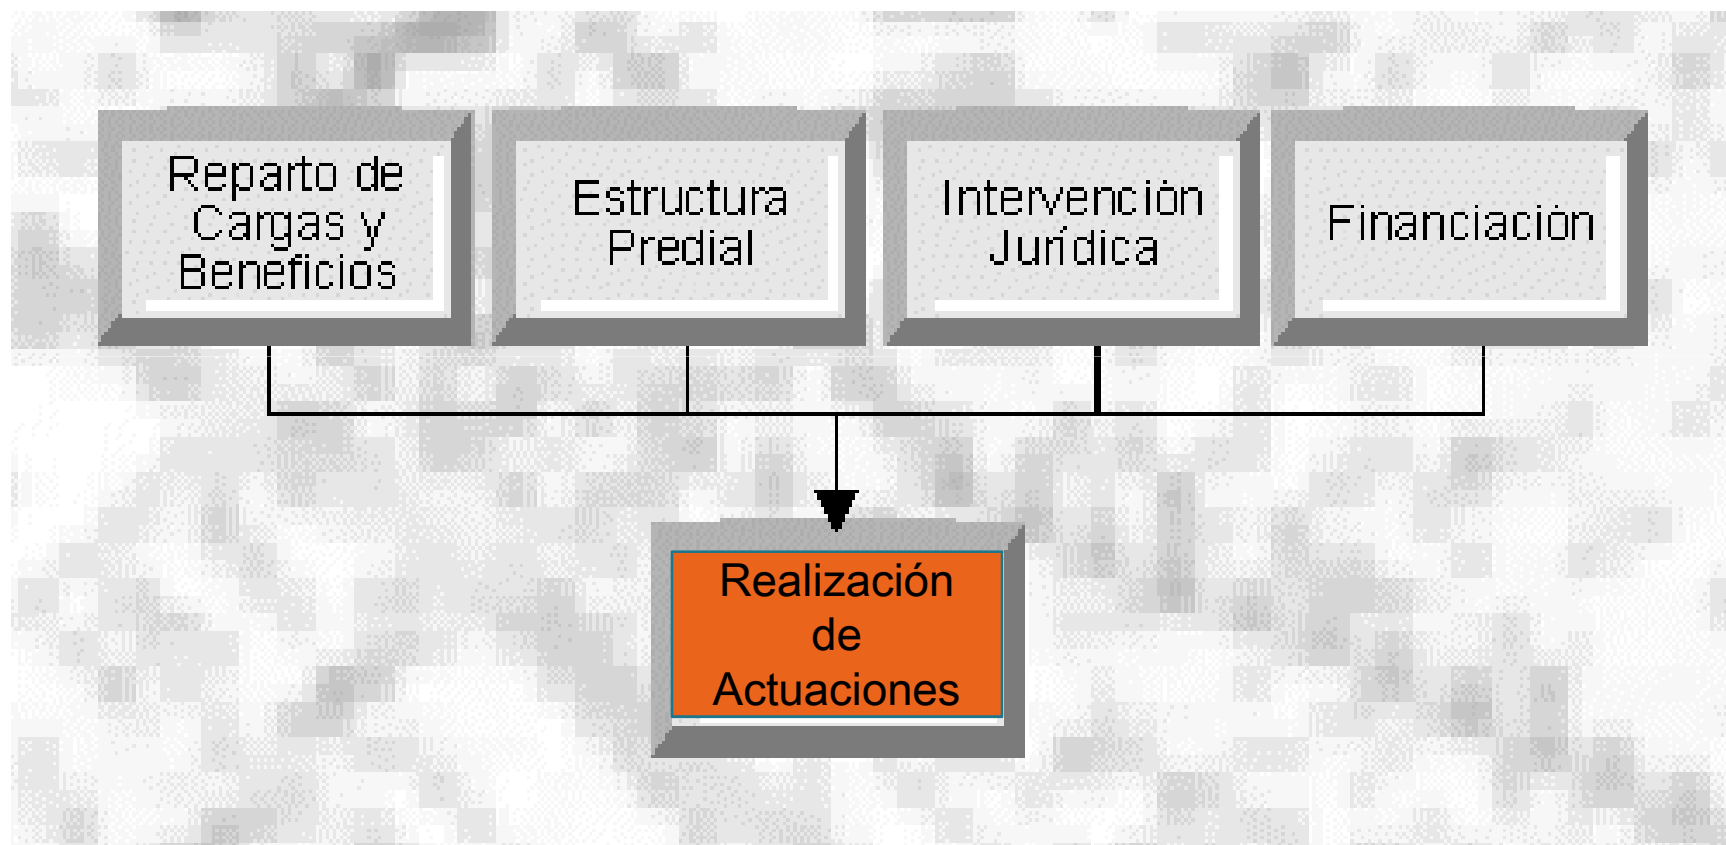 Reparto de
Cargas y
Beneficios
Estructura
Predial
Intervención
Jurídica
Financiación
Realización
de
Actuaciones